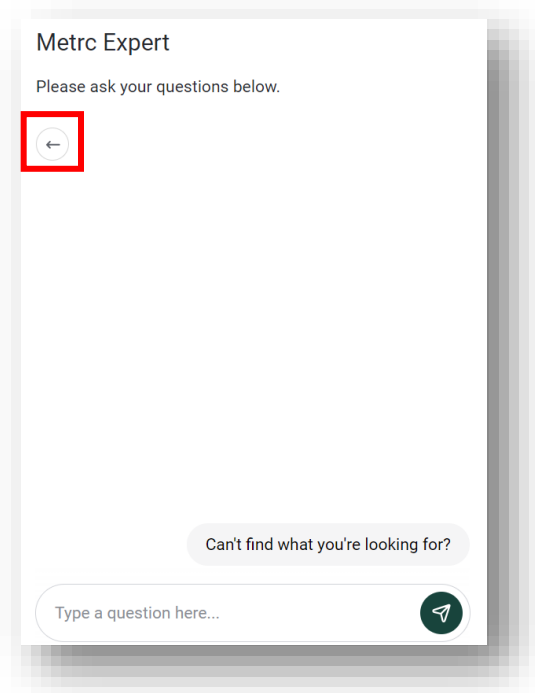 Metrc Expert
Please ask your questions below.
Can't find what you're looking for?
Type a question here...